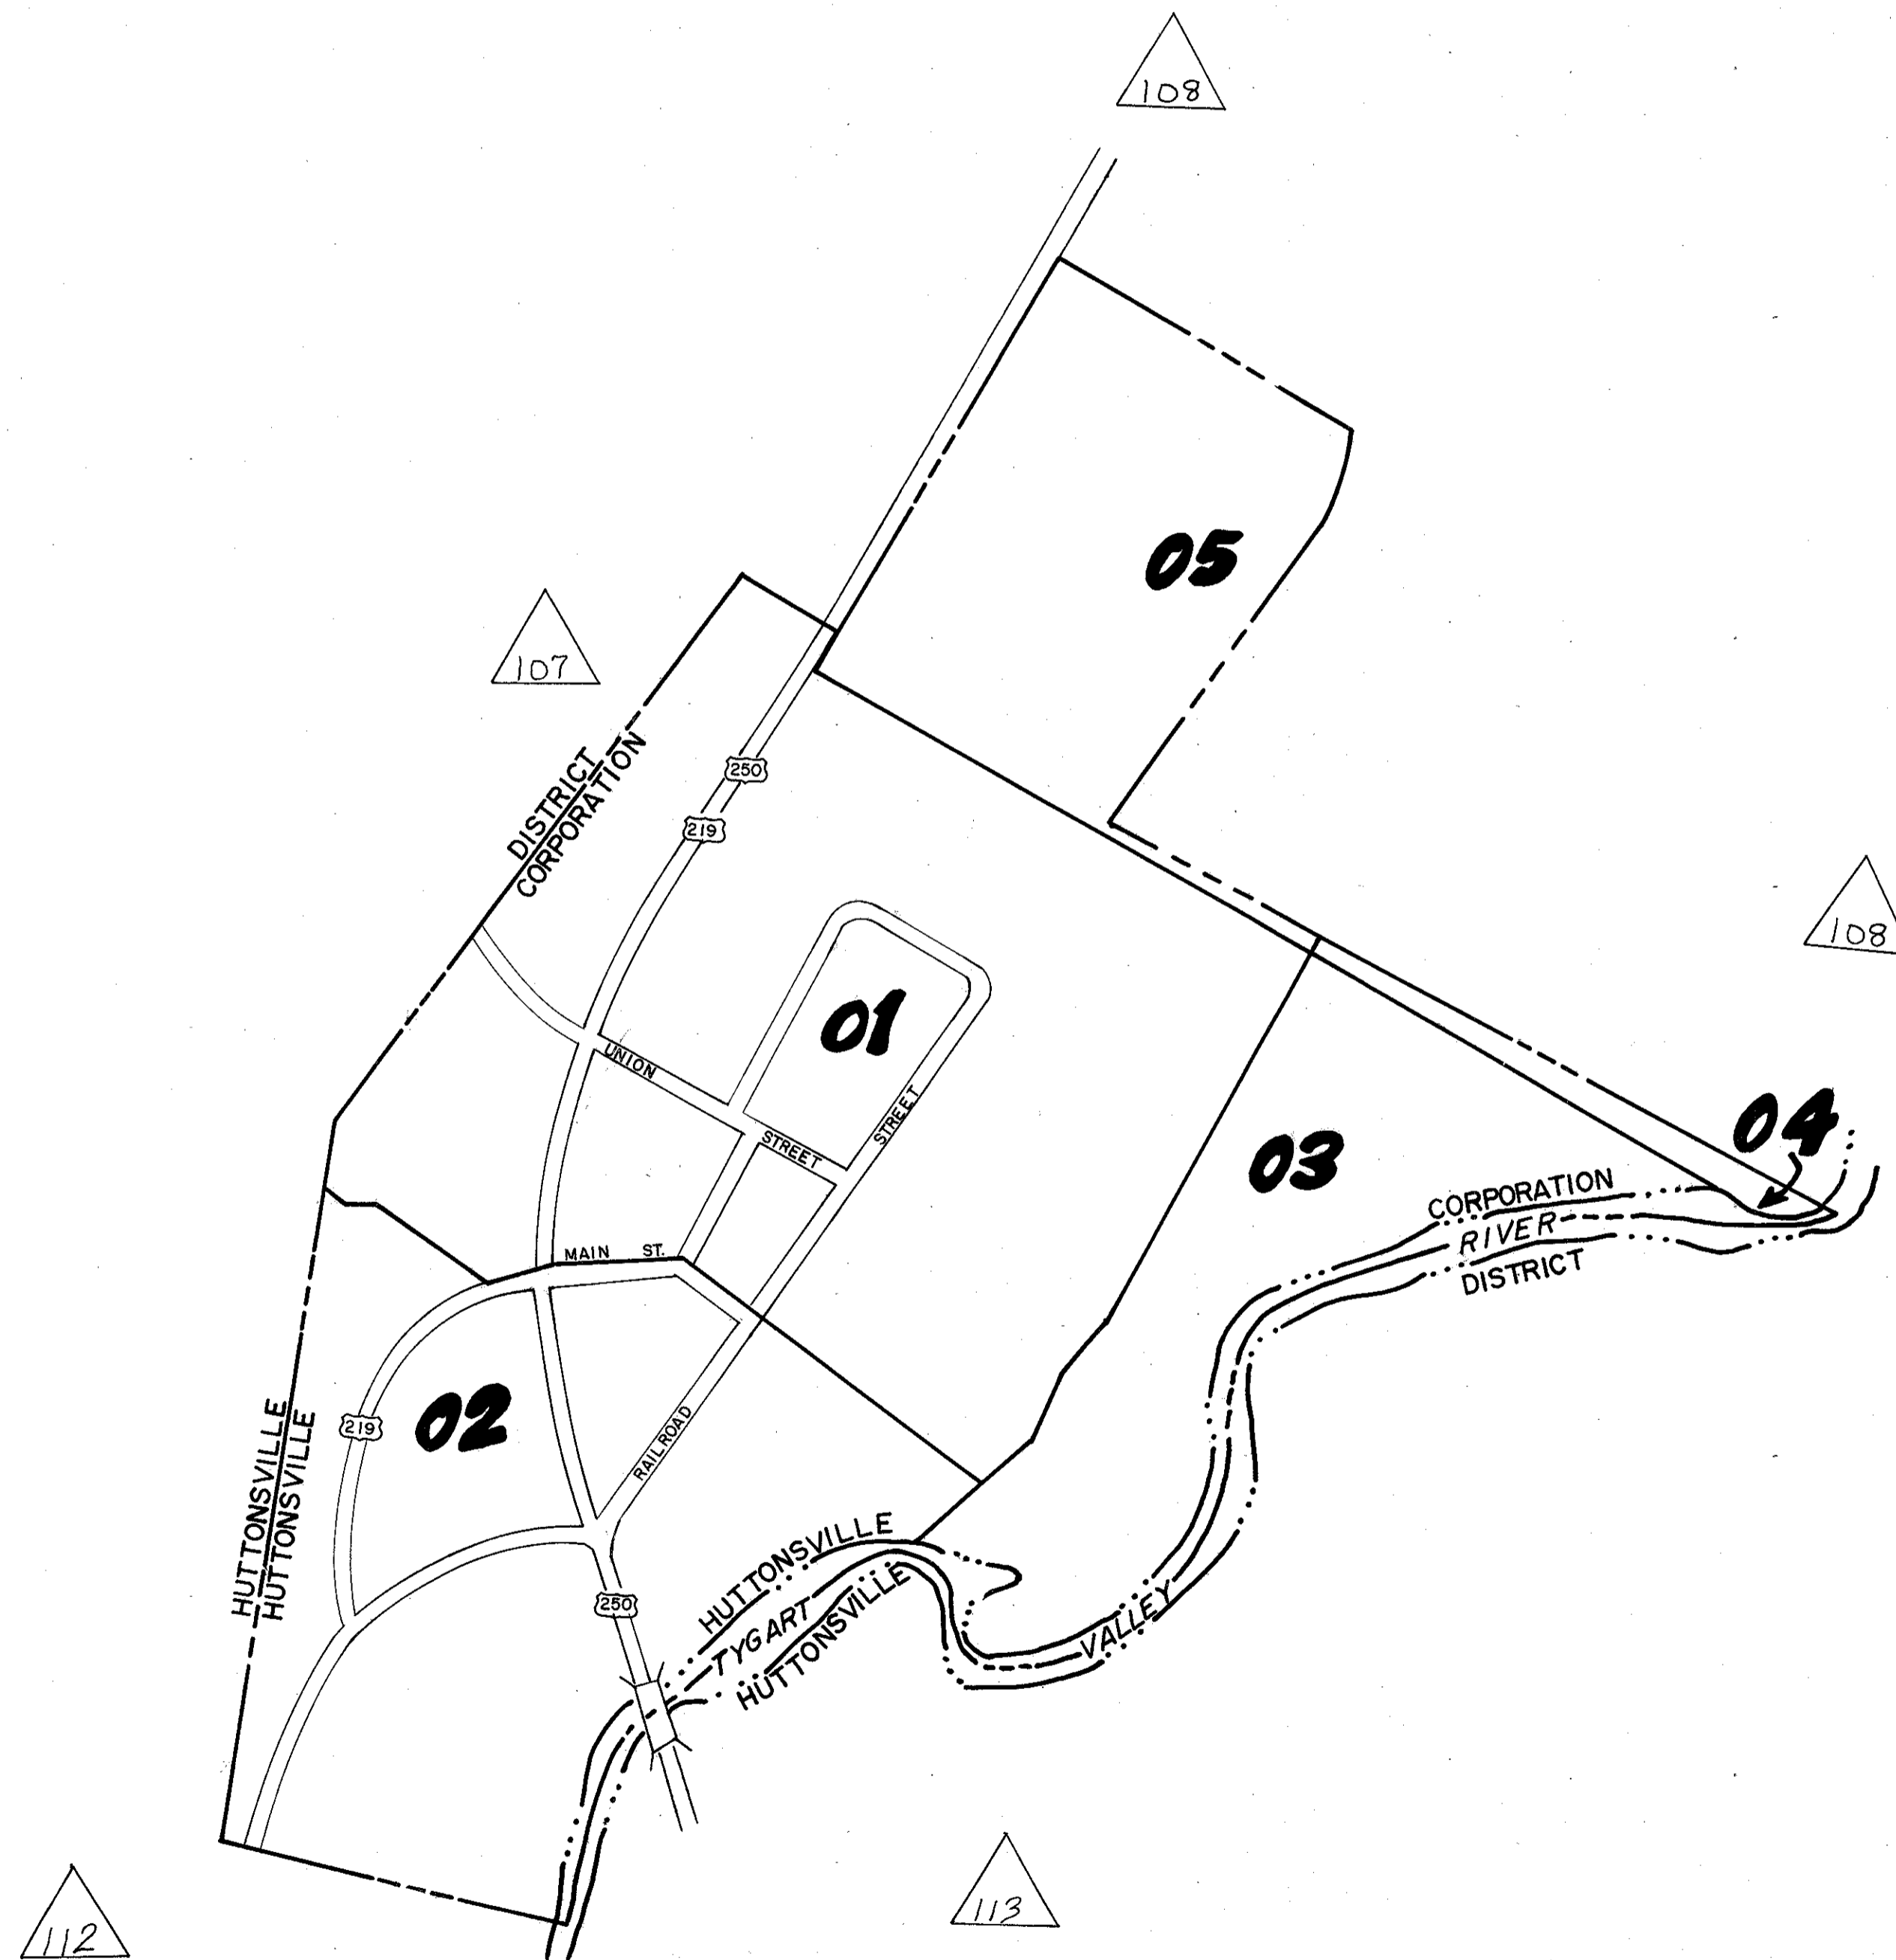 108
05
107
DISTRICT
CORPORATION
250
219
108
01
UNION
STREET
STREET
04
03
CORPORATION
RIVER
DISTRICT
MAIN ST.
219
02
RAILROAD
HUTTONSVILLE
HUTTONSVILLE
250
HUTTONSVILLE
TYGART
HUTTONSVILLE
VALLEY
112
113